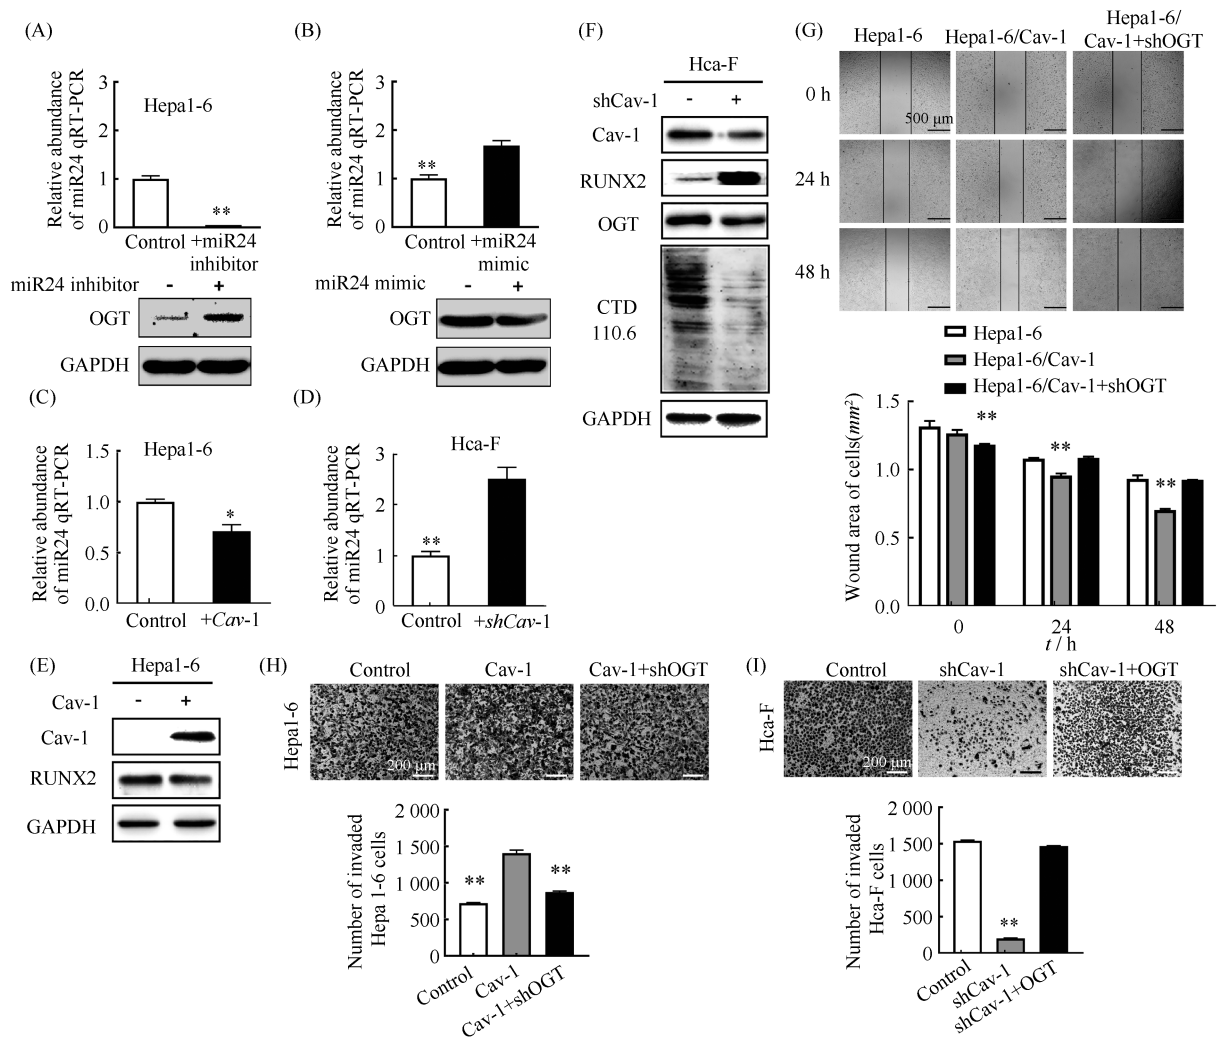 (A)
3
2
1
0
Relative abundance
of miR24 qRT-PCR
Hepa1-6
**
Control
+miR24
inhibitor
miR24 inhibitor
-
+
OGT
GAPDH
(B)
3
2
1
0
Relative abundance
of miR24 qRT-PCR
**
Control
+miR24
mimic
miR24 mimic
-
+
OGT
GAPDH
(C)
1.5
1.0
0.5
0.0
Relative abundance
of miR24 qRT-PCR
Hepa1-6
*
Control
+Cav-1
(D)
3
2
1
0
Relative abundance
of miR24 qRT-PCR
Hca-F
**
Control
+shCav-1
(E)
Hepa1-6
Cav-1
-
+
Cav-1
RUNX2
GAPDH
(F)
Hca-F
shCav-1
-
+
Cav-1
RUNX2
OGT
CTD
110.6
GAPDH
(G)
Hepa1-6
Hepa1-6/Cav-1
Hepa1-6/
Cav-1+shOGT
0 h
500 μm
24 h
48 h
Hepa1-6
Hepa1-6/Cav-1
Hepa1-6/Cav-1+shOGT
1.5
1.0
0.5
0.0
Wound area of cells(mm2)
**
**
**
0
24
48
t / h
(H)
Control
Cav-1
Cav-1+shOGT
Hepa1-6
200 μm
2 000
1 500
1 000
500
0
Number of invaded
Hepa 1-6 cells
**
**
Control
Cav-1
Cav-1+shOGT
(I)
Control
shCav-1
shCav-1+OGT
Hca-F
200 μm
2 000
1 500
1 000
500
0
Number of invaded
Hca-F cells
**
Control
shCav-1
shCav-1+OGT